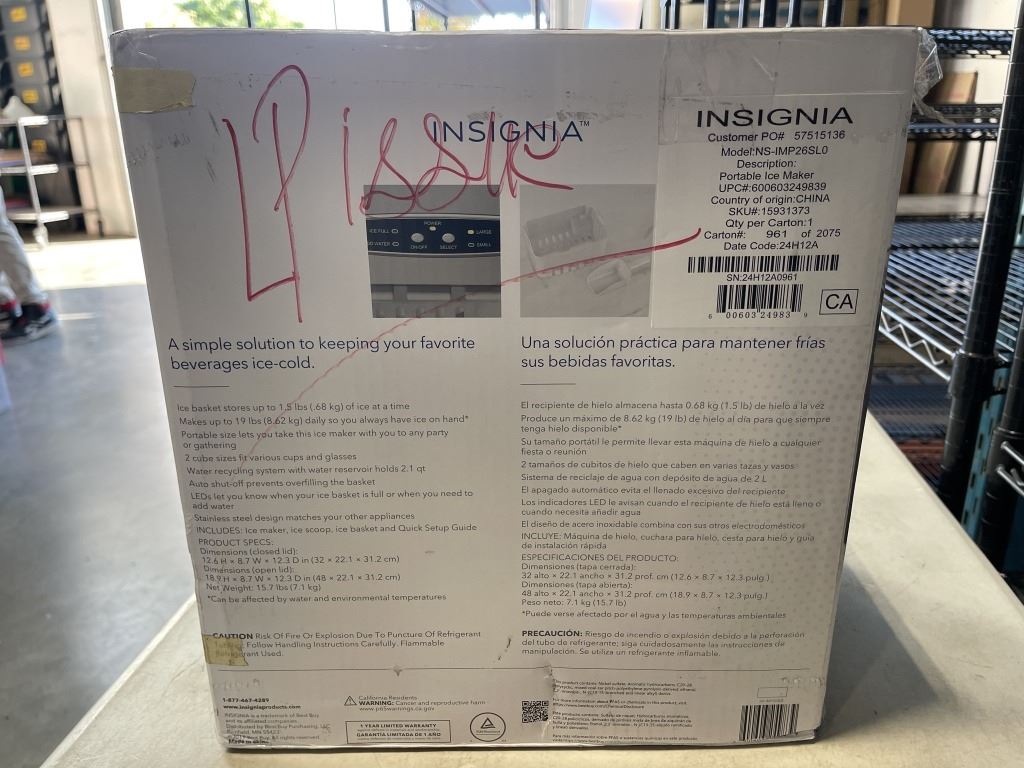 LP issue
INSIGNIA™
POWER
ICE FULL
LARGE
ON/OFF
SELECT
SMALL
INSIGNIA
Customer PO# 57515136
Model:NS-IMP26SL0
Description:
Portable Ice Maker
UPC#:600603249839
Country of origin:CHINA
SKU#:15931373
Qty per Carton:1
Carton#: 961 of 2075
Date Code:24H12A
SN:24H12A0961
6 00603 24983 9
CA
A simple solution to keeping your favorite
beverages ice-cold.
Ice basket stores up to 1.5 lbs (.68 kg) of ice at a time
Makes up to 19 lbs (8.62 kg) daily so you always have ice on hand*
Portable size lets you take this ice maker with you to any party
or gathering
2 cube sizes fit various cups and glasses
Water recycling system with water reservoir holds 2.1 qt
Auto shut-off prevents overfilling the basket
LEDs let you know when your ice basket is full or when you need to
add water
Stainless steel design matches your other appliances
INCLUDES: Ice maker, ice scoop, ice basket and Quick Setup Guide
PRODUCT SPECS:
Dimensions (closed lid):
12.6 H × 8.7 W × 12.3 D in (32 × 22.1 × 31.2 cm)
Dimensions (open lid):
18.9 H × 8.7 W × 12.3 D in (48 × 22.1 × 31.2 cm)
Net Weight: 15.7 lbs (7.1 kg)
*Can be affected by water and environmental temperatures
CAUTION Risk Of Fire Or Explosion Due To Puncture Of Refrigerant
Follow Handling Instructions Carefully. Flammable
Used.
Una solución práctica para mantener frías
sus bebidas favoritas.
El recipiente de hielo almacena hasta 0.68 kg (1.5 lb) de hielo a la vez
Produce un máximo de 8.62 kg (19 lb) de hielo al día para que siempre
tenga hielo disponible*
Su tamaño portátil le permite llevar esta máquina de hielo a cualquier
fiesta o reunión
2 tamaños de cubitos de hielo que caben en varias tazas y vasos
Sistema de reciclaje de agua con depósito de agua de 2 L
El apagado automático evita el llenado excesivo del recipiente
Los indicadores LED le avisan cuando el recipiente de hielo está lleno o
cuando necesita añadir agua
El diseño de acero inoxidable combina con sus otros electrodomésticos
INCLUYE: Máquina de hielo, cuchara para hielo, cesta para hielo y guía
de instalación rápida
ESPECIFICACIONES DEL PRODUCTO:
Dimensiones (tapa cerrada):
32 alto × 22.1 ancho × 31.2 prof. cm (12.6 × 8.7 × 12.3 pulg.)
Dimensiones (tapa abierta):
48 alto × 22.1 ancho × 31.2 prof. cm (18.9 × 8.7 × 12.3 pulg.)
Peso neto: 7.1 kg (15.7 lb)
*Puede verse afectado por el agua y las temperaturas ambientales
PRECAUCIÓN: Riesgo de incendio o explosión debido a la perforación
del tubo de refrigerante; siga cuidadosamente las instrucciones de
manipulación. Se utiliza un refrigerante inflamable.
1-877-467-4289
www.insigniaproducts.com
INSIGNIA is a trademark of Best Buy
and its affiliated companies.
Distributed by Best Buy Purchasing, LLC
California Residents
WARNING: Cancer and reproductive harm
www.p65warnings.ca.gov
1 YEAR LIMITED WARRANTY
GARANTÍA LIMITADA DE 1 AÑO